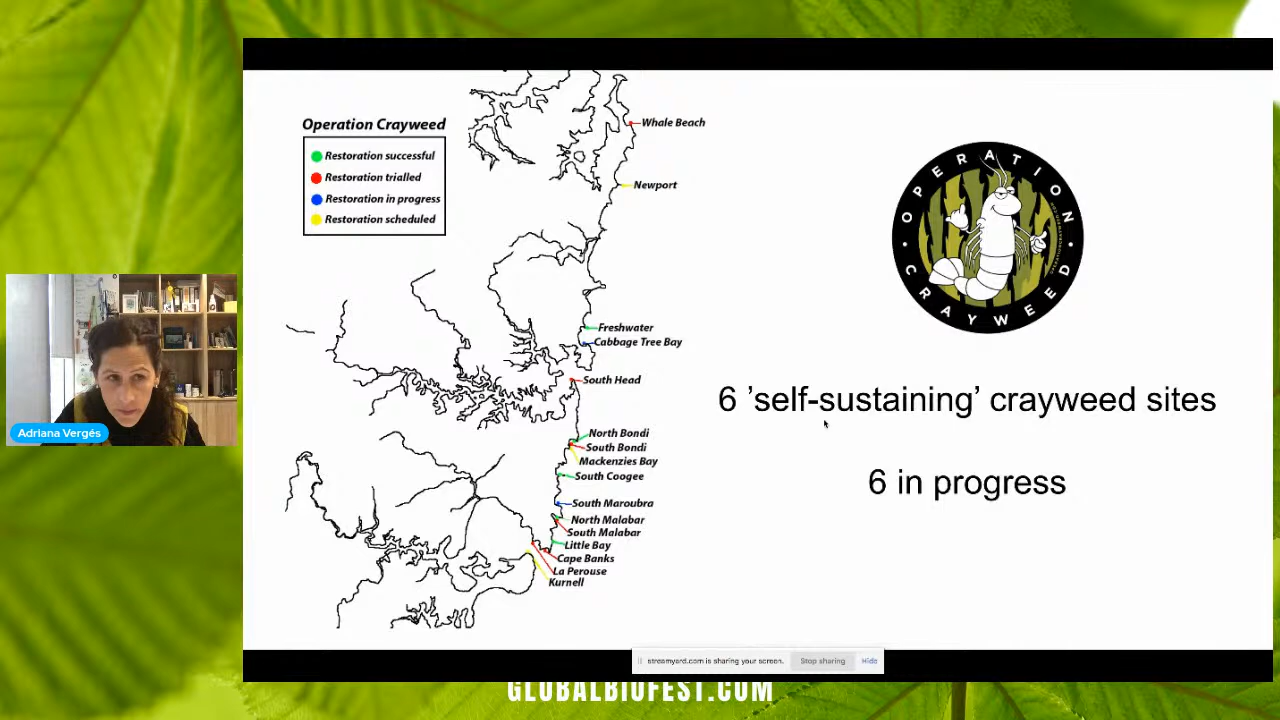 Operation Crayweed
Restoration successful
Restoration trialled
Restoration in progress
Restoration scheduled
Whale Beach
Newport
Freshwater
Cabbage Tree Bay
South Head
North Bondi
South Bondi
Mackenzies Bay
South Coogee
South Maroubra
North Malabar
South Malabar
Little Bay
Cape Banks
La Perouse
Kurnell
OPERATION
CRAYWEED
6 ’self-sustaining’ crayweed sites
6 in progress
Adriana Vergés
streamyard.com is sharing your screen.
Stop sharing
Hide
GLOBALBIOFEST.COM